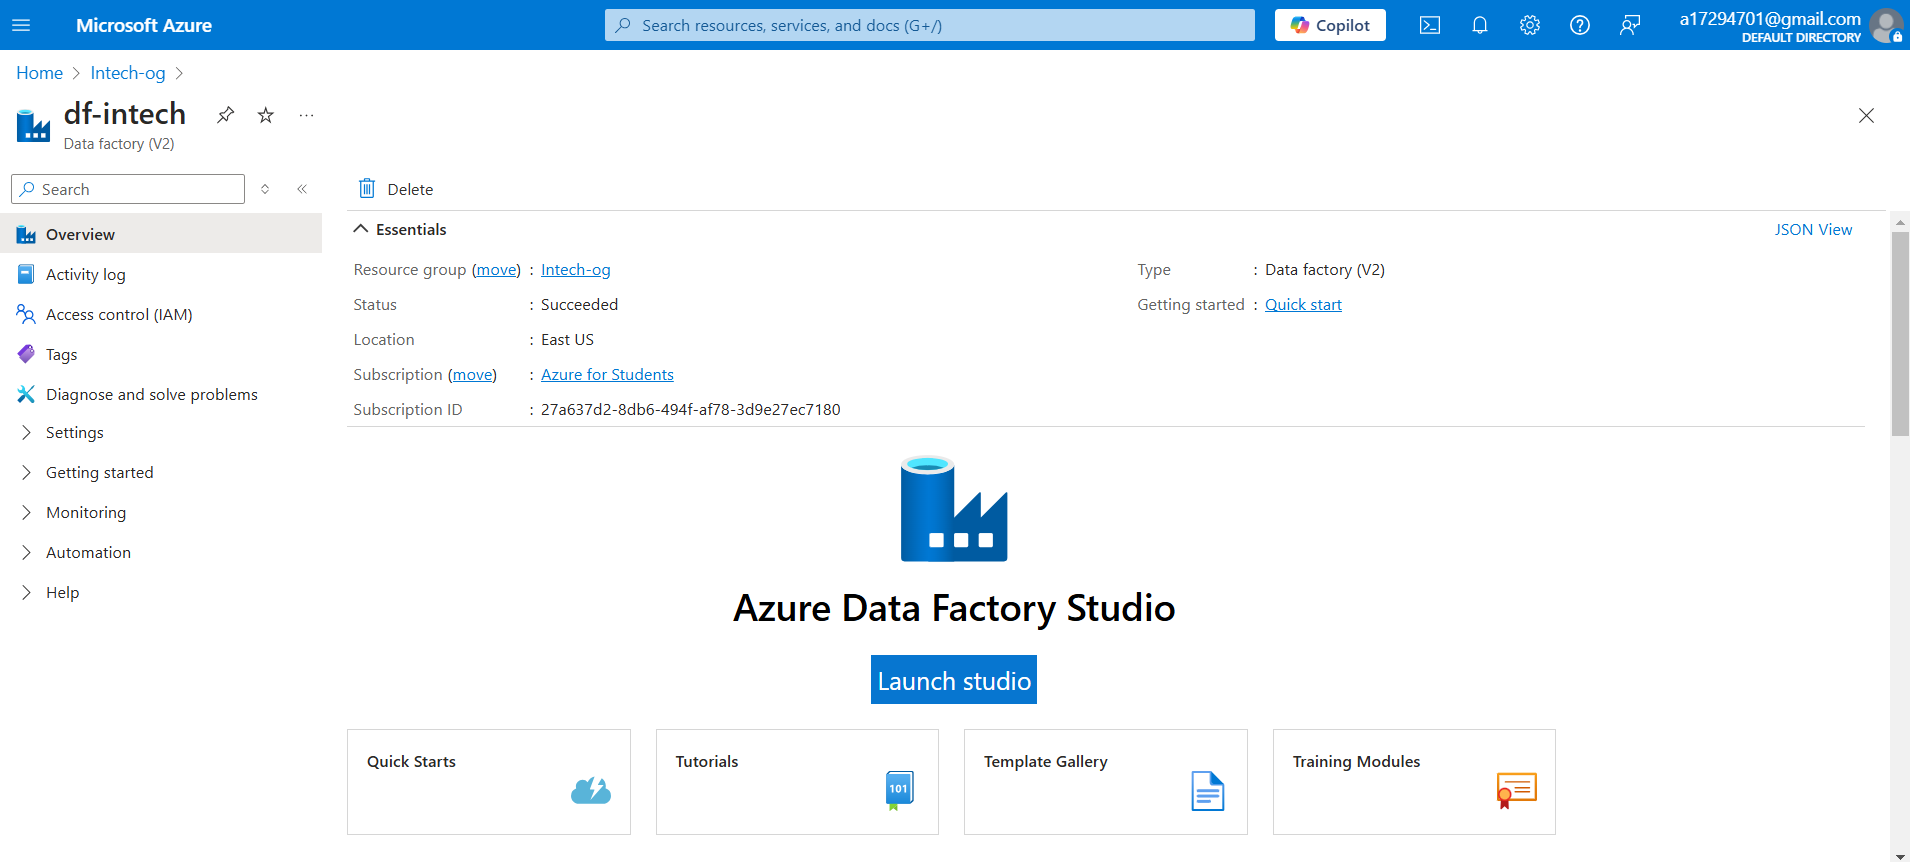 Microsoft Azure
Search resources, services, and docs (G+/)
Copilot
a17294701@gmail.com
DEFAULT DIRECTORY
Home > Intech-og >
df-intech
Data factory (V2)
Search
Overview
Activity log
Access control (IAM)
Tags
Diagnose and solve problems
Settings
Getting started
Monitoring
Automation
Help
Delete
Essentials
JSON View
Resource group (move) : Intech-og
Status : Succeeded
Location : East US
Subscription (move) : Azure for Students
Subscription ID : 27a637d2-8db6-494f-af78-3d9e27ec7180
Type : Data factory (V2)
Getting started : Quick start
Azure Data Factory Studio
Launch studio
Quick Starts
Tutorials
101
Template Gallery
Training Modules